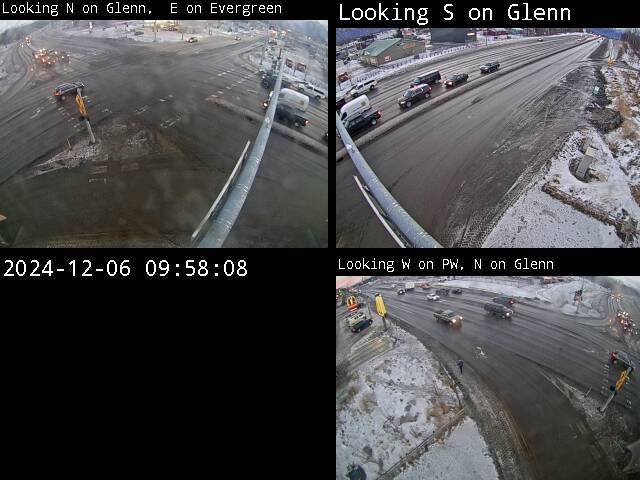 Looking N on Glenn,  E on Evergreen
Looking S on Glenn
2024-12-06 09:58:08
Looking W on PW, N on Glenn